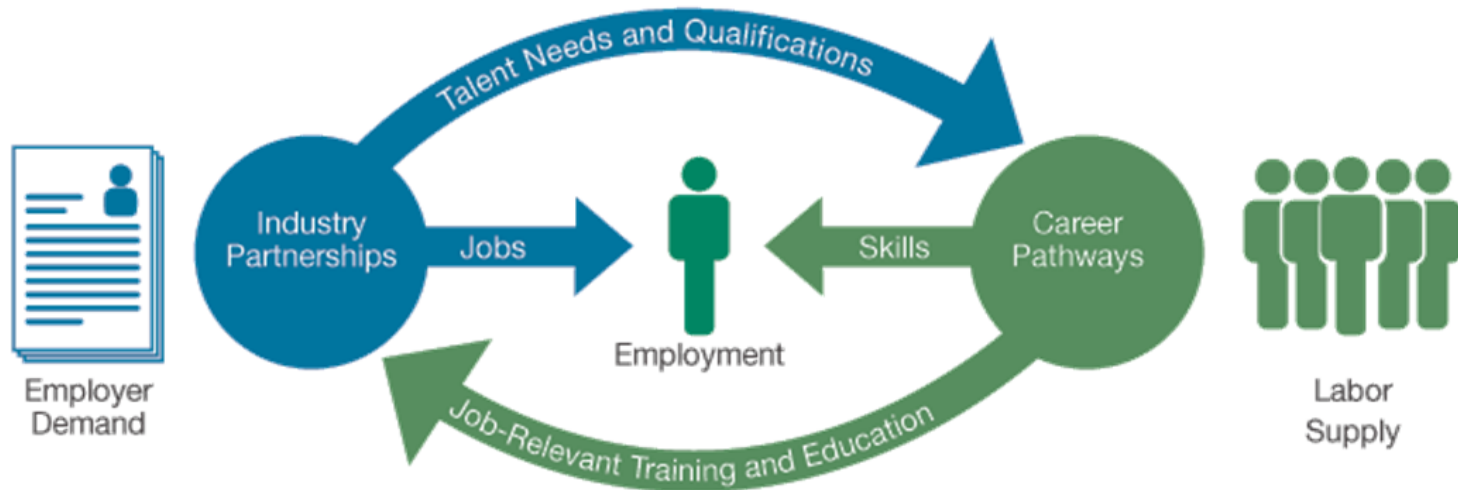 Talent Needs and Qualifications
Industry
Partnerships
Jobs
Skills
Career
Pathways
Employment
Employer
Demand
Job-Relevant Training and Education
Labor
Supply